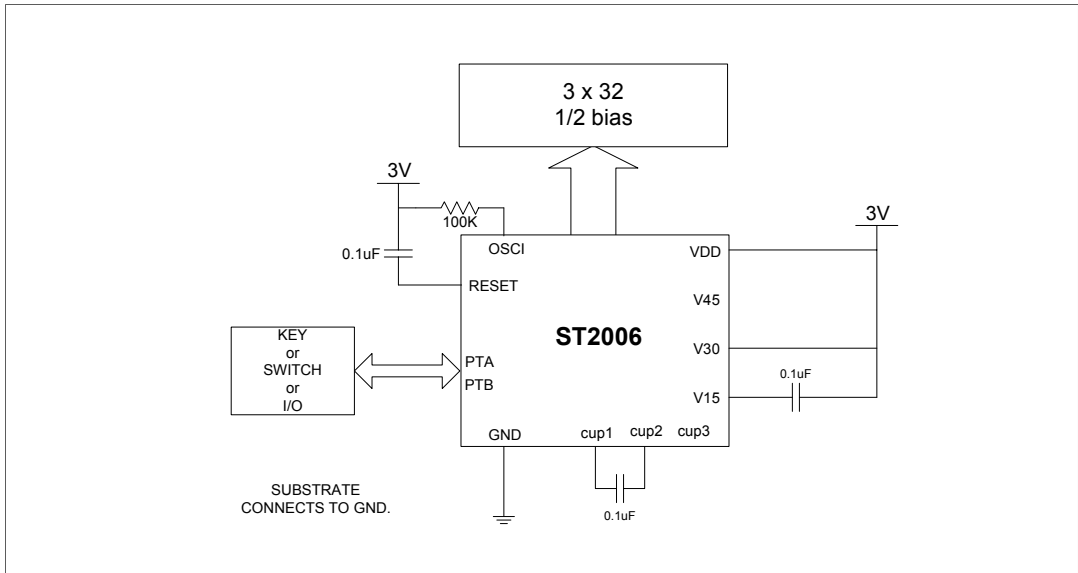 3 x 32
1/2 bias
3V
100K
3V
0.1uF
OSCI
VDD
RESET
V45
ST2006
KEY
or
SWITCH
or
I/O
PTA
PTB
V30
0.1uF
V15
GND
cup1
cup2
cup3
SUBSTRATE
CONNECTS TO GND.
0.1uF